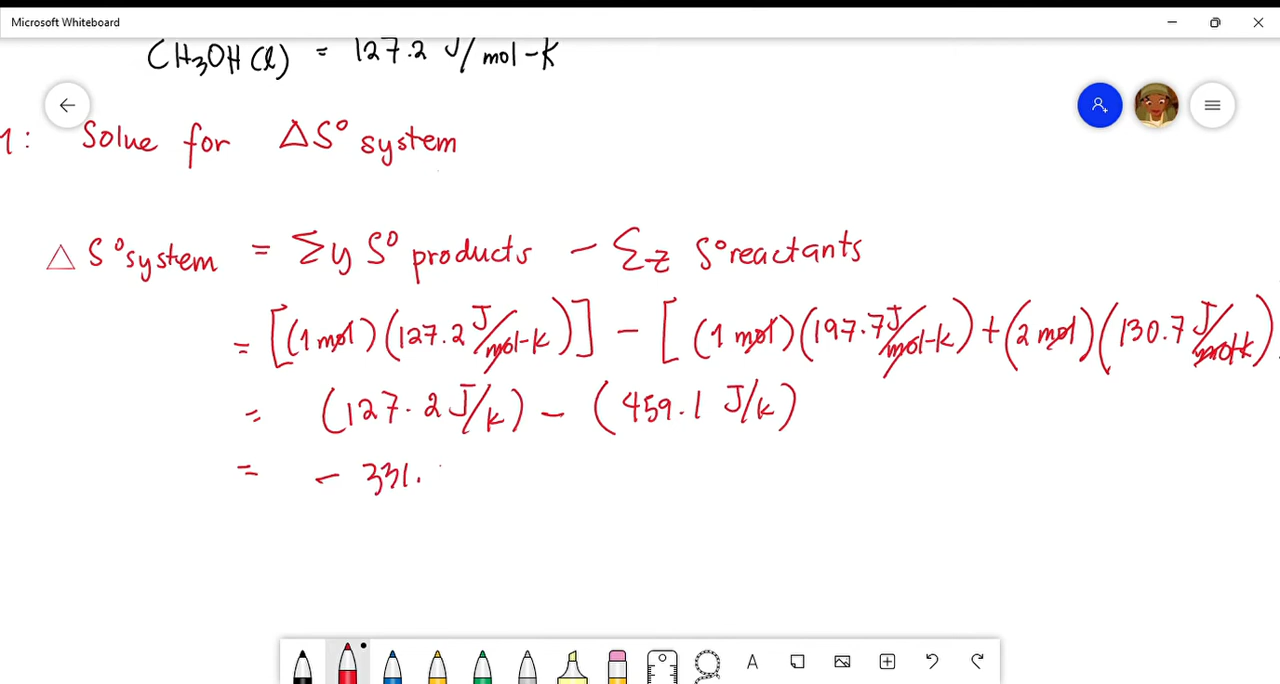 Microsoft Whiteboard
CH3OH(l) = 127.2 J/mol-K
1: Solve for ΔS° system
ΔS°system = Σy S° products - Σz S° reactants
= [(1 mol)(127.2 J/mol-K)] - [(1 mol)(197.7 J/mol-K) + (2 mol)(130.7 J/mol-K)
= (127.2 J/K) - (459.1 J/K)
= - 331.
A